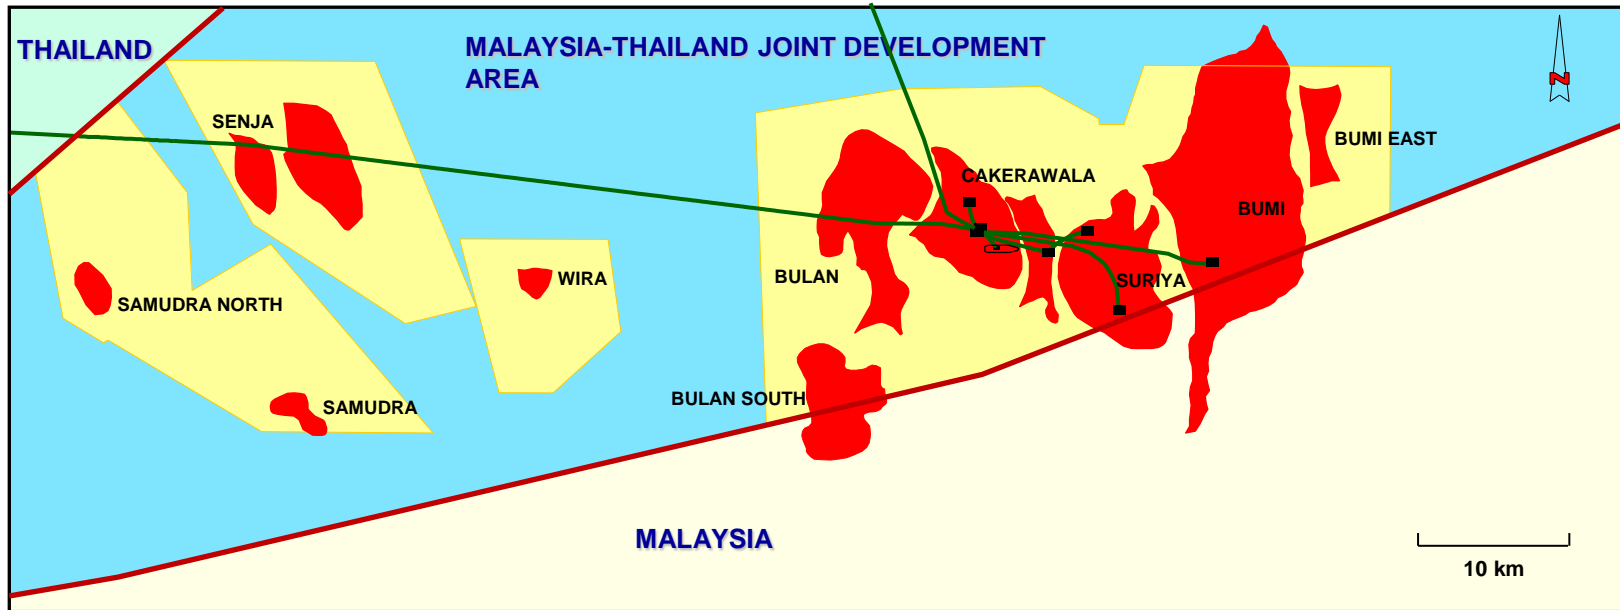 THAILAND
MALAYSIA-THAILAND JOINT DEVELOPMENT
AREA
N
SENJA
BUMI EAST
CAKERAWALA
BUMI
BULAN
SURIYA
WIRA
SAMUDRA NORTH
BULAN SOUTH
SAMUDRA
MALAYSIA
10 km